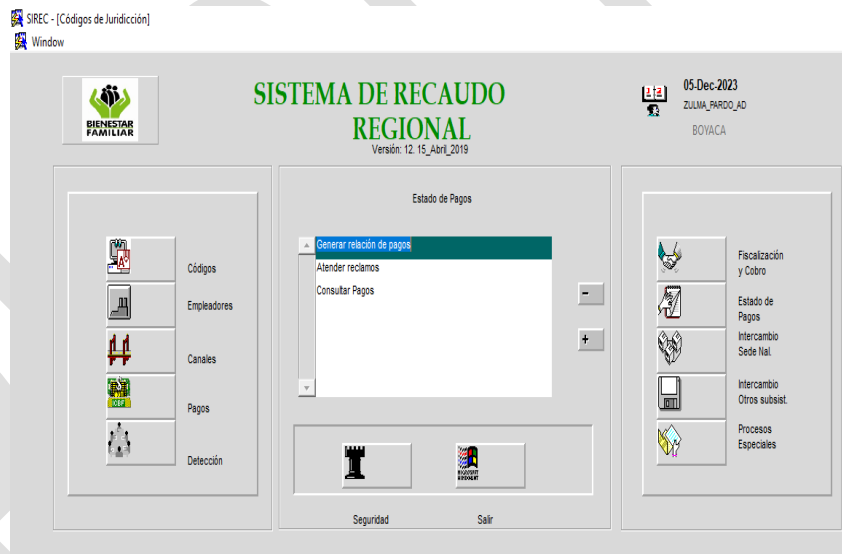 SIREC - [Códigos de Juridicción]
Window
BIENESTAR
FAMILIAR
SISTEMA DE RECAUDO
REGIONAL
Versión: 12. 15_Abril_2019
05-Dec-2023
ZULMA_PARDO_AD
BOYACA
Códigos
Empleadores
Canales
ICBF
Pagos
Detección
Estado de Pagos
Generar relación de pagos
Atender reclamos
Consultar Pagos
-
+
Seguridad
Salir
Fiscalización
y Cobro
Estado de
Pagos
Intercambio
Sede Nal.
Intercambio
Otros subsist.
Procesos
Especiales